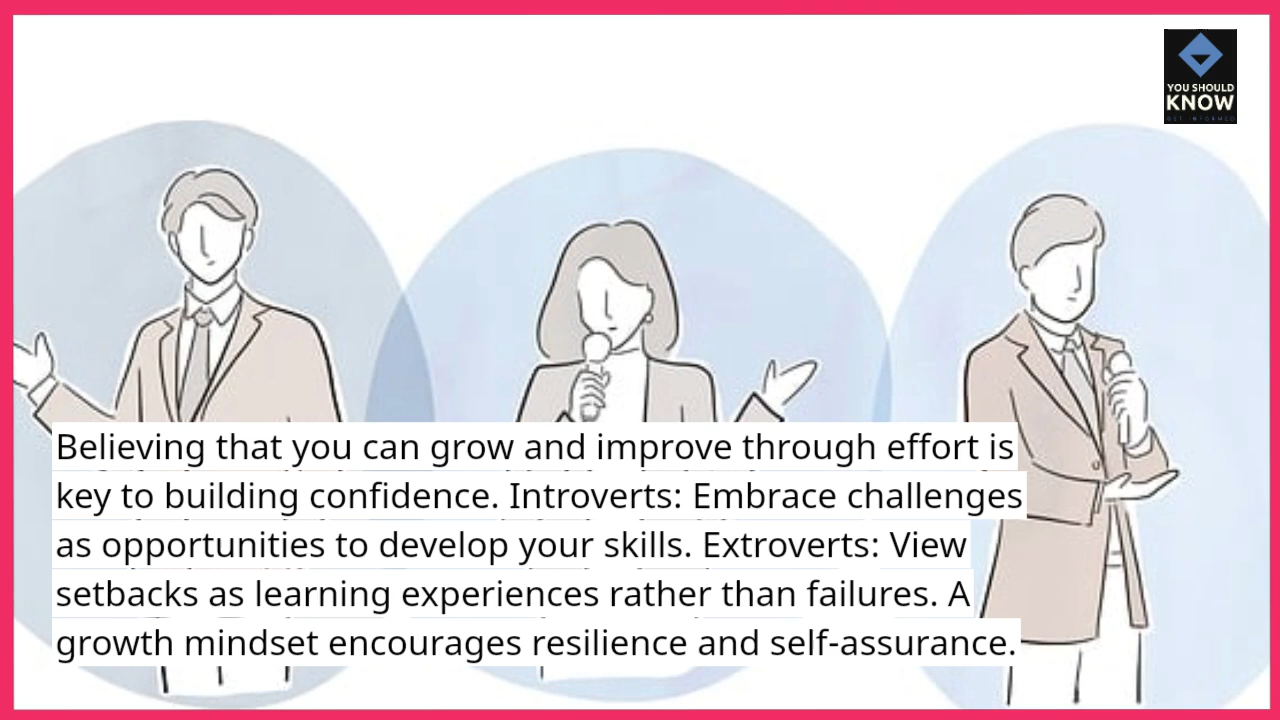 YOU SHOULD
KNOW
GET INFORMED
Believing that you can grow and improve through effort is
key to building confidence. Introverts: Embrace challenges
as opportunities to develop your skills. Extroverts: View
setbacks as learning experiences rather than failures. A
growth mindset encourages resilience and self-assurance.